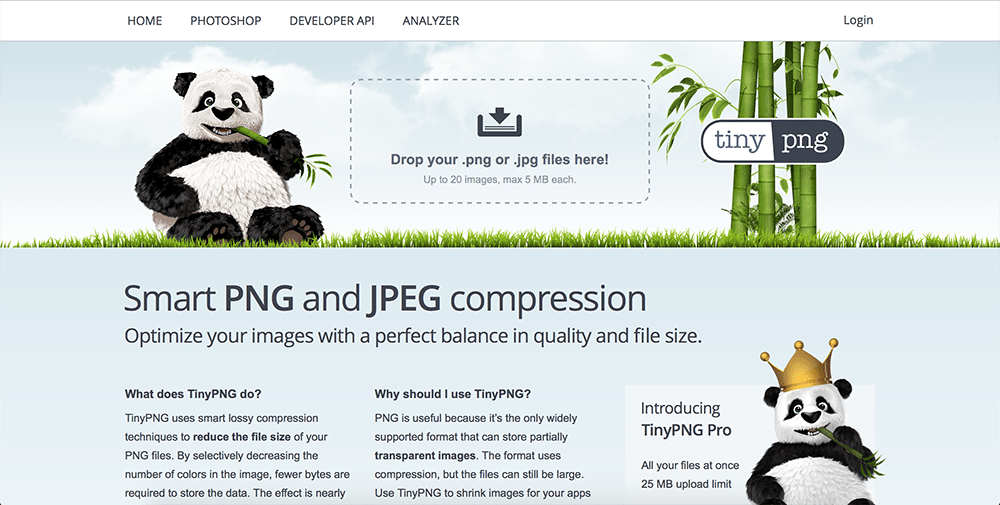 HOME PHOTOSHOP DEVELOPER API ANALYZER Login
Drop your .png or .jpg files here!
Up to 20 images, max 5 MB each.
tiny png
Smart PNG and JPEG compression
Optimize your images with a perfect balance in quality and file size.
What does TinyPNG do?
TinyPNG uses smart lossy compression
techniques to reduce the file size of your
PNG files. By selectively decreasing the
number of colors in the image, fewer bytes are
required to store the data. The effect is nearly
Why should I use TinyPNG?
PNG is useful because it's the only widely
supported format that can store partially
transparent images. The format uses
compression, but the files can still be large.
Use TinyPNG to shrink images for your apps
Introducing
TinyPNG Pro
All your files at once
25 MB upload limit